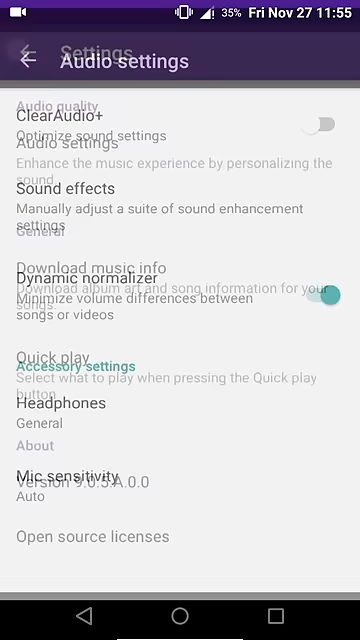 35% Fri Nov 27 11:55
Settings
Audio settings
Audio quality
ClearAudio+
Optimize sound settings
Audio settings
Enhance the music experience by personalizing the
sound
Sound effects
Manually adjust a suite of sound enhancement
settings
General
Download music info
Dynamic normalizer
Download album art and song information for your
songs
Minimize volume differences between
songs or videos
Quick play
Accessory settings
Select what to play when pressing the Quick play
button
Headphones
General
About
Mic sensitivity
Version 9.0.5.A.0.0
Auto
Open source licenses